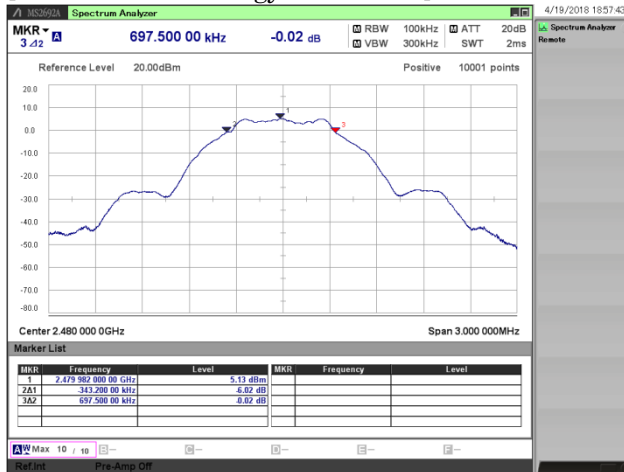 MS2692A Spectrum Analyzer
4/19/2018 18:57:43
MKR 3Δ2 A 697.500 00 kHz -0.02 dB
M RBW 100kHz M ATT 20dB
M VBW 300kHz SWT 2ms
Spectrum Analyzer
Remote
Reference Level 20.00dBm Positive 10001 points
20.0
10.0
0.0
-10.0
-20.0
-30.0
-40.0
-50.0
-60.0
-70.0
-80.0
2
1
3
Center 2.480 000 0GHz Span 3.000 000MHz
Marker List
MKR Frequency Level MKR Frequency Level
1 2.479 982 000 00 GHz 5.13 dBm
2Δ1 -343.200 00 kHz -6.02 dB
3Δ2 697.500 00 kHz -0.02 dB
A W Max 10 / 10 B-- C-- D-- E-- F--
Ref.Int Pre-Amp Off